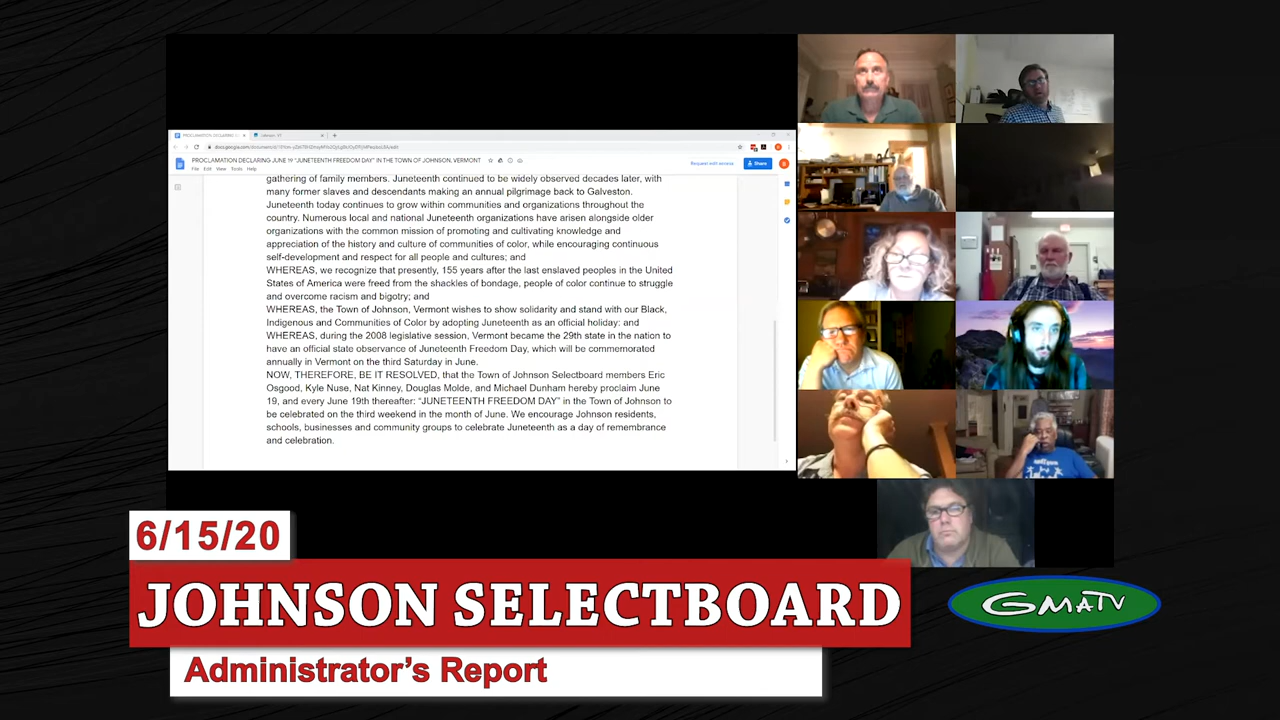 PROCLAMATION DECLARING JUNE 19 "JUNETEENTH FREEDOM DAY" IN THE TOWN OF JOHNSON, VERMONT
File Edit View Tools Help
Request edit access
Share
gathering of family members. Juneteenth continued to be widely observed decades later, with
many former slaves and descendants making an annual pilgrimage back to Galveston.
Juneteenth today continues to grow within communities and organizations throughout the
country. Numerous local and national Juneteenth organizations have arisen alongside older
organizations with the common mission of promoting and cultivating knowledge and
appreciation of the history and culture of communities of color, while encouraging continuous
self-development and respect for all people and cultures; and
WHEREAS, we recognize that presently, 155 years after the last enslaved peoples in the United
States of America were freed from the shackles of bondage, people of color continue to struggle
and overcome racism and bigotry; and
WHEREAS, the Town of Johnson, Vermont wishes to show solidarity and stand with our Black,
Indigenous and Communities of Color by adopting Juneteenth as an official holiday: and
WHEREAS, during the 2008 legislative session, Vermont became the 29th state in the nation to
have an official state observance of Juneteenth Freedom Day, which will be commemorated
annually in Vermont on the third Saturday in June.
NOW, THEREFORE, BE IT RESOLVED, that the Town of Johnson Selectboard members Eric
Osgood, Kyle Nuse, Nat Kinney, Douglas Molde, and Michael Dunham hereby proclaim June
19, and every June 19th thereafter: "JUNETEENTH FREEDOM DAY" in the Town of Johnson to
be celebrated on the third weekend in the month of June. We encourage Johnson residents,
schools, businesses and community groups to celebrate Juneteenth as a day of remembrance
and celebration.
6/15/20
JOHNSON SELECTBOARD
GMATV
Administrator's Report